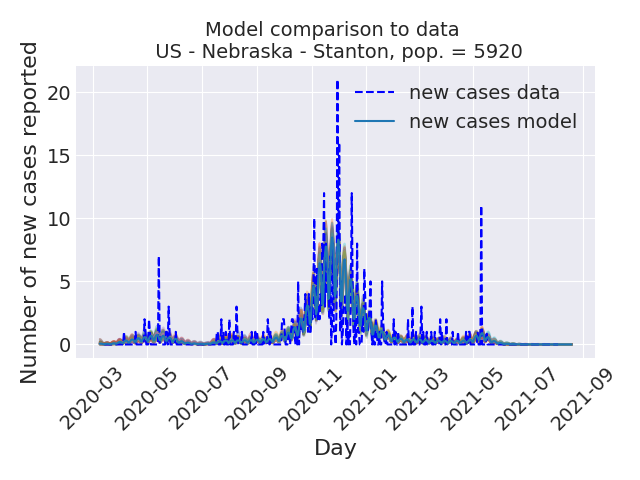 Model comparison to data
US - Nebraska - Stanton, pop. = 5920
Number of new cases reported
20
15
10
5
0
new cases data
new cases model
2020-03
2020-05
2020-07
2020-09
2020-11
2021-01
2021-03
2021-05
2021-07
2021-09
Day